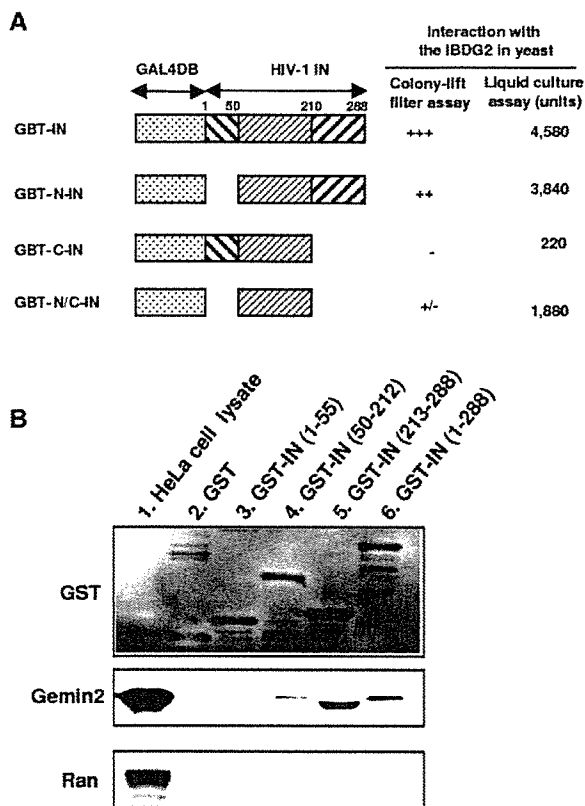 A
Interaction with
the IBDG2 in yeast
GAL4DB HIV-1 IN
Colony-lift filter assay
Liquid culture assay (units)
1 50 210 288
GBT-IN +++ 4,580
GBT-N-IN ++ 3,840
GBT-C-IN - 220
GBT-N/C-IN +/- 1,880
B
1. HeLa cell lysate
2. GST
3. GST-IN (1-55)
4. GST-IN (50-212)
5. GST-IN (213-288)
6. GST-IN (1-288)
GST
Gemin2
Ran